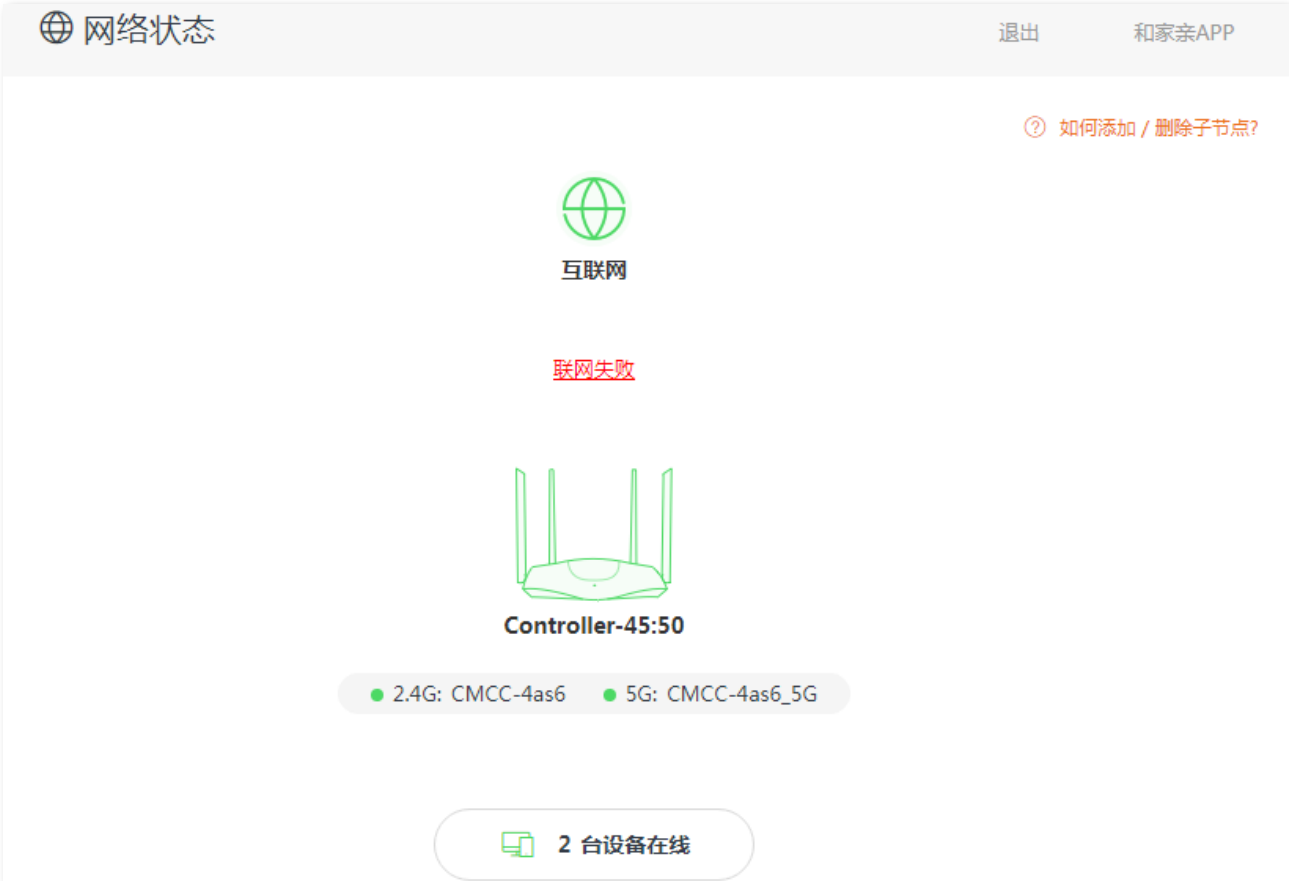 网络状态
退出 和家亲APP
如何添加 / 删除子节点?
互联网
联网失败
Controller-45:50
2.4G: CMCC-4as6 5G: CMCC-4as6_5G
2 台设备在线